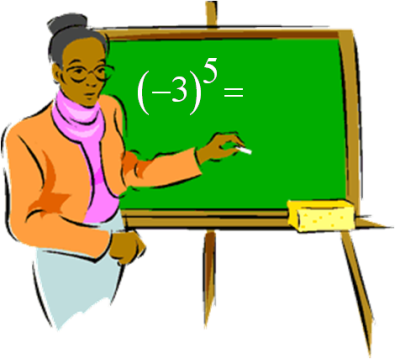 (−3)⁵ =